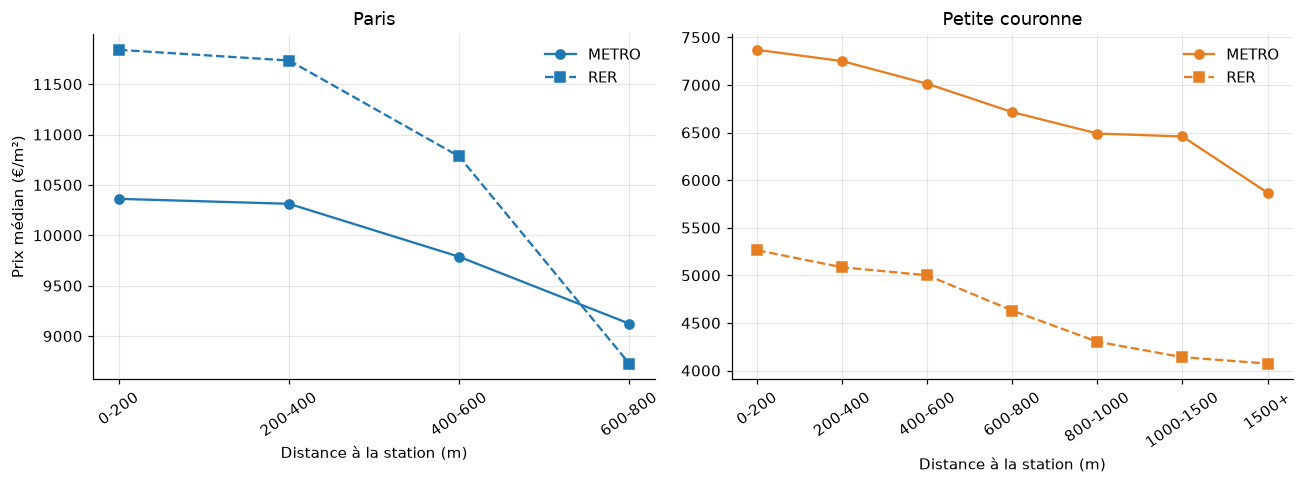 Paris
Prix médian (€/m²)
11500
11000
10500
10000
9500
9000
METRO
RER
0-200
200-400
400-600
600-800
Distance à la station (m)
Petite couronne
7500
7000
6500
6000
5500
5000
4500
4000
METRO
RER
0-200
200-400
400-600
600-800
800-1000
1000-1500
1500+
Distance à la station (m)